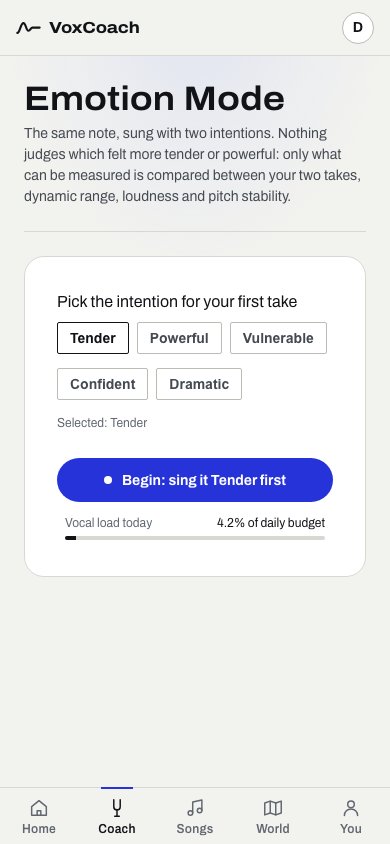 VoxCoach
D
Emotion Mode
The same note, sung with two intentions. Nothing
judges which felt more tender or powerful: only what
can be measured is compared between your two takes,
dynamic range, loudness and pitch stability.
Pick the intention for your first take
Tender
Powerful
Vulnerable
Confident
Dramatic
Selected: Tender
Begin: sing it Tender first
Vocal load today
4.2% of daily budget
Home
Coach
Songs
World
You